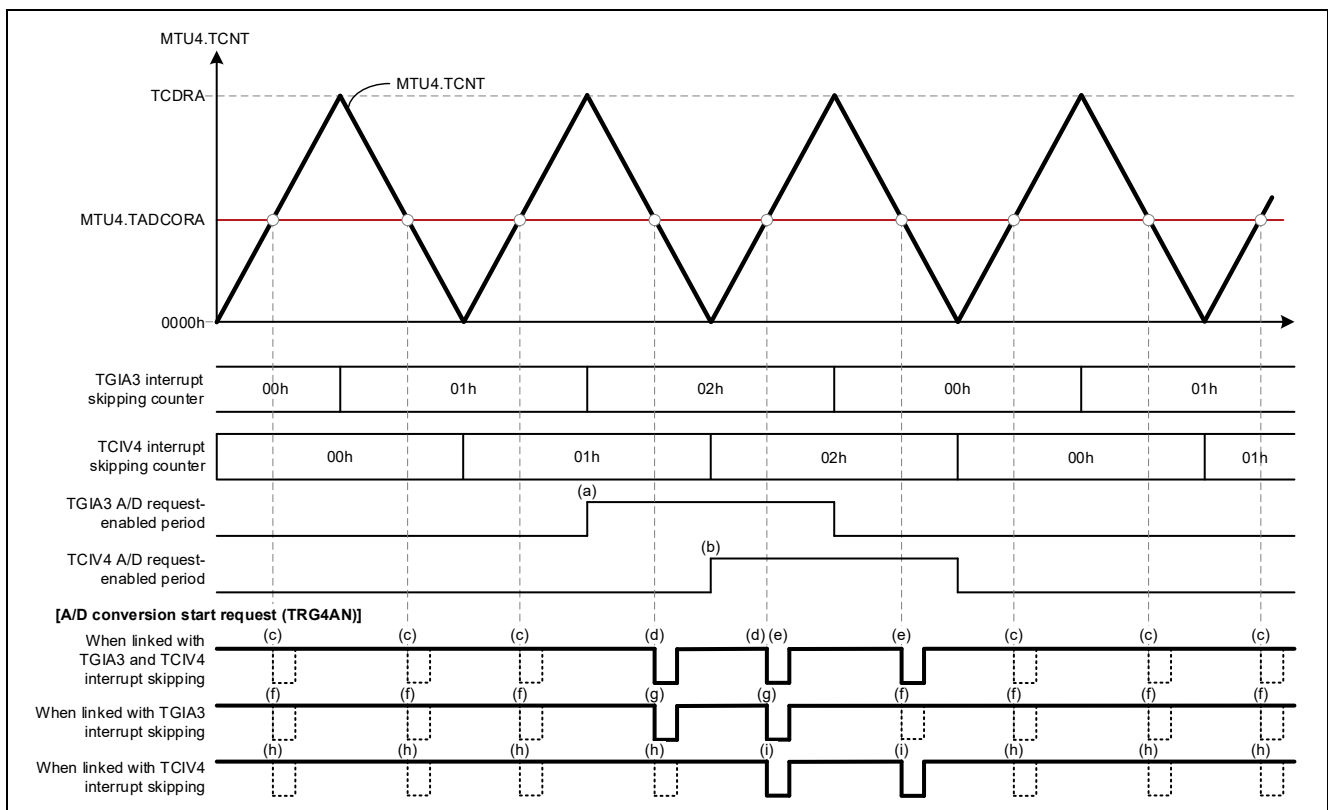 MTU4.TCNT
TCDRA
MTU4.TCNT
MTU4.TADCORA
0000h
TGIA3 interrupt
skipping counter
00h 01h 02h 00h 01h
TCIV4 interrupt
skipping counter
00h 01h 02h 00h 01h
TGIA3 A/D request-
enabled period
(a)
TCIV4 A/D request-
enabled period
(b)
[A/D conversion start request (TRG4AN)]
When linked with
TGIA3 and TCIV4
interrupt skipping
(c) (c) (c) (d) (d) (e) (e) (c) (c) (c)
When linked with TGIA3
interrupt skipping
(f) (f) (f) (g) (g) (f) (f) (f) (f)
When linked with TCIV4
interrupt skipping
(h) (h) (h) (h) (i) (i) (h) (h) (h)